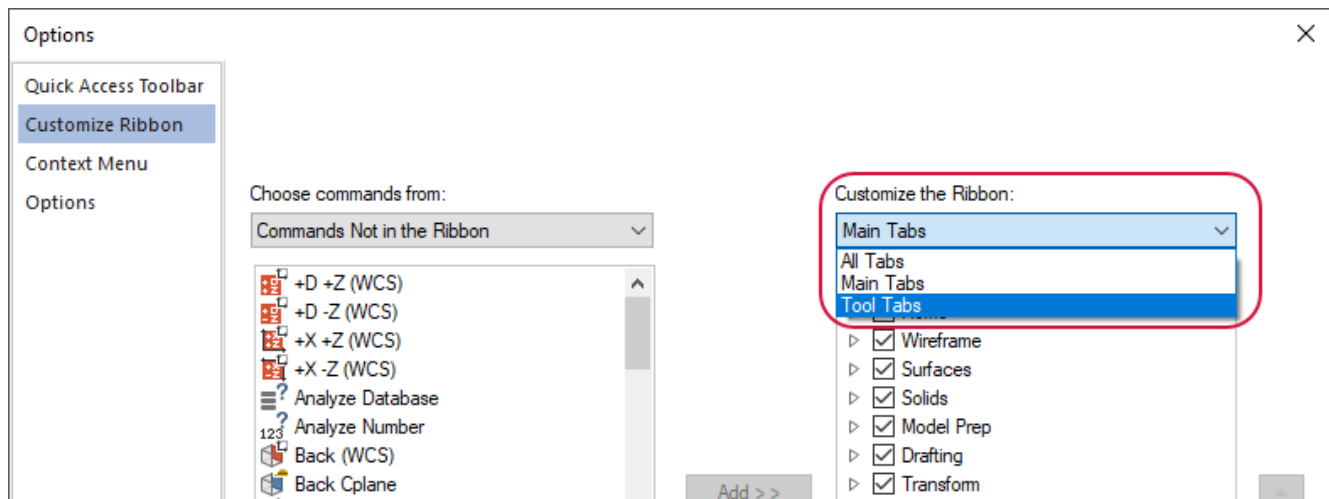 Options
Quick Access Toolbar
Customize Ribbon
Context Menu
Options
Choose commands from:
Commands Not in the Ribbon
+D +Z (WCS)
+D -Z (WCS)
+X +Z (WCS)
+X -Z (WCS)
Analyze Database
123 Analyze Number
Back (WCS)
Back Cplane
Add >>
Customize the Ribbon:
Main Tabs
All Tabs
Main Tabs
Tool Tabs
Wireframe
Surfaces
Solids
Model Prep
Drafting
Transform